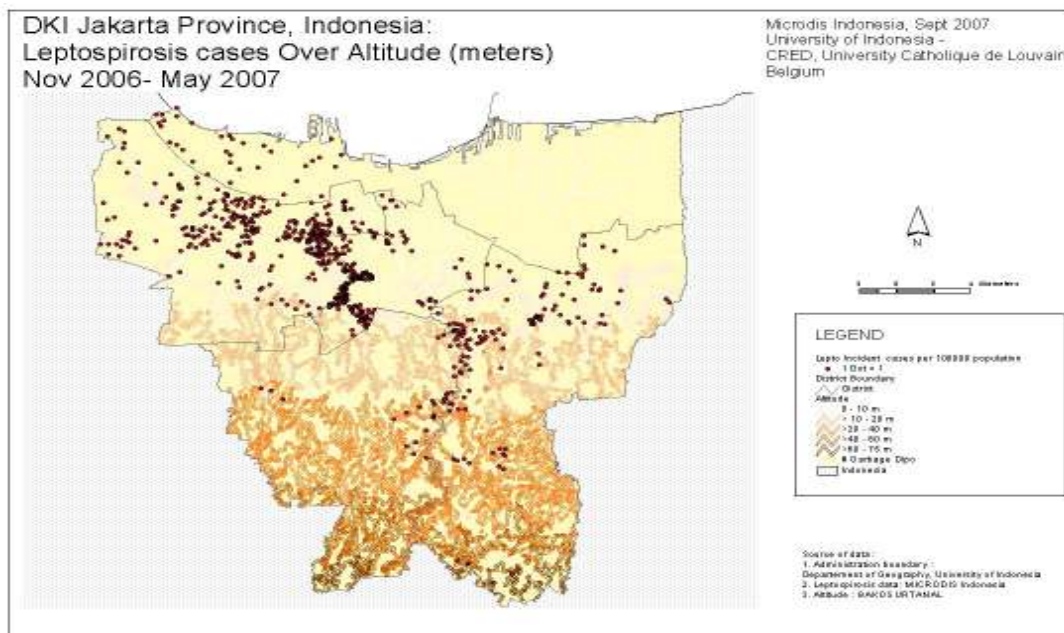 DKI Jakarta Province, Indonesia:
Leptospirosis cases Over Altitude (meters)
Nov 2006- May 2007
Microdis Indonesia, Sept 2007
University of Indonesia -
CRED, University Catholique de Louvain
Belgium
N
LEGEND
Lepto Incident cases per 100000 population
1 Dot = 1
District Boundary
District
Altitude
0 - 10 m
> 10 - 20 m
>20 - 40 m
>40 - 60 m
>60 - 75 m
Garbage Dipo
Indonesia
Source of data:
1. Administration boundary :
Departement of Geography, University of Indonesia
2. Leptospirosis data: MICRODIS Indonesia
3. Altitude : BAKOSURTANAL